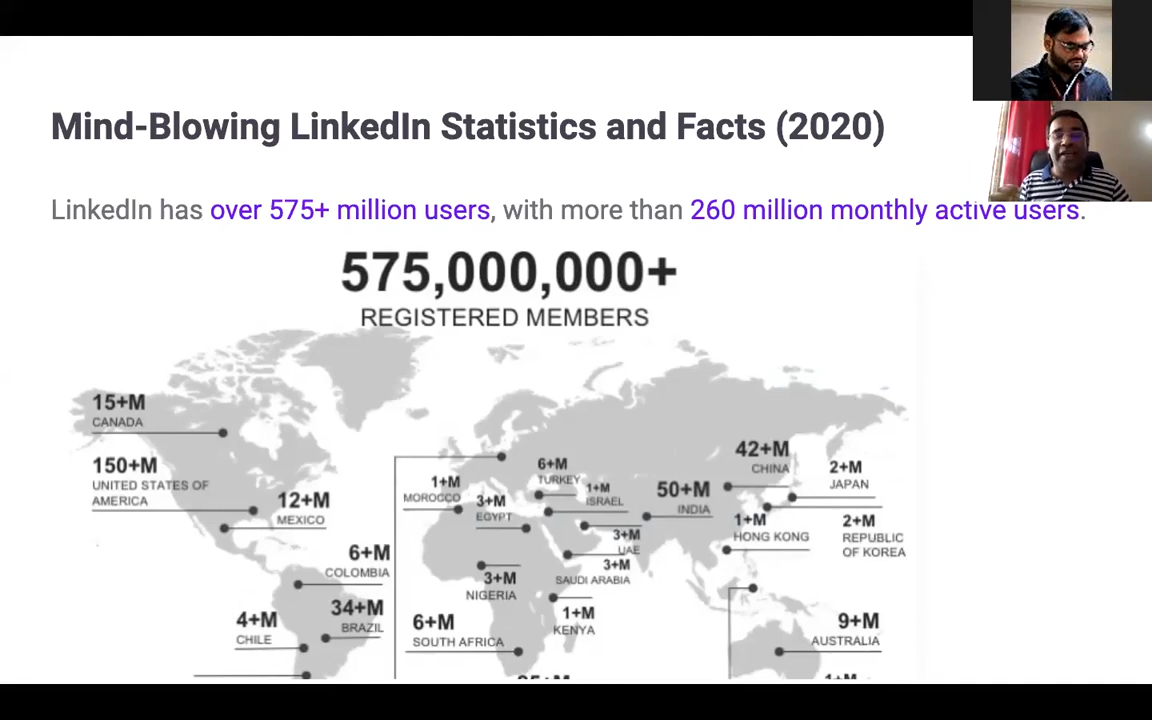 Mind-Blowing LinkedIn Statistics and Facts (2020)
LinkedIn has over 575+ million users, with more than 260 million monthly active users.
575,000,000+
REGISTERED MEMBERS
15+M
CANADA
150+M
UNITED STATES OF
AMERICA
12+M
MEXICO
6+M
COLOMBIA
34+M
BRAZIL
4+M
CHILE
1+M
MOROCCO
3+M
EGYPT
6+M
TURKEY
1+M
ISRAEL
3+M
UAE
3+M
SAUDI ARABIA
3+M
NIGERIA
1+M
KENYA
6+M
SOUTH AFRICA
50+M
INDIA
42+M
CHINA
2+M
JAPAN
1+M
HONG KONG
2+M
REPUBLIC
OF KOREA
9+M
AUSTRALIA